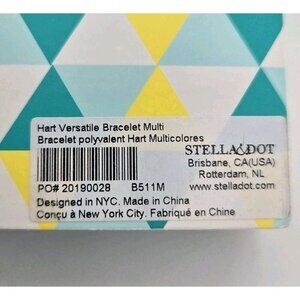 Hart Versatile Bracelet Multi
Bracelet polyvalent Hart Multicolores
STELLA & DOT
Brisbane, CA(USA)
Rotterdam, NL
PO# 20190028 B511M www.stelladot.com
Designed in NYC. Made in China
Conçu à New York City. Fabriqué en Chine